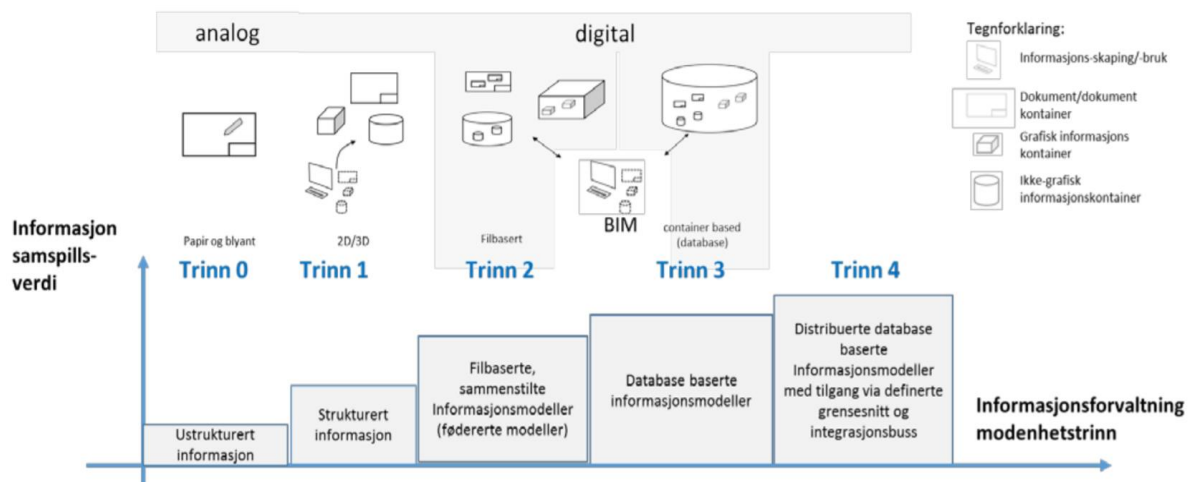 analog
digital
Tegnforklaring:
Informasjons-skaping/-bruk
Dokument/dokument
kontainer
Grafisk informasjons
kontainer
Ikke-grafisk
informasjonskontainer
BIM
Papir og blyant
2D/3D
Filbasert
container based
(database)
Trinn 0
Trinn 1
Trinn 2
Trinn 3
Trinn 4
Informasjon
samspills-
verdi
Ustrukturert
informasjon
Strukturert
informasjon
Filbaserte,
sammenstilte
Informasjonsmodeller
(fødererte modeller)
Database baserte
informasjonsmodeller
Distribuerte database
baserte
Informasjonsmodeller
med tilgang via definerte
grensesnitt og
integrasjonsbuss
Informasjonsforvaltning
modenhetstrinn